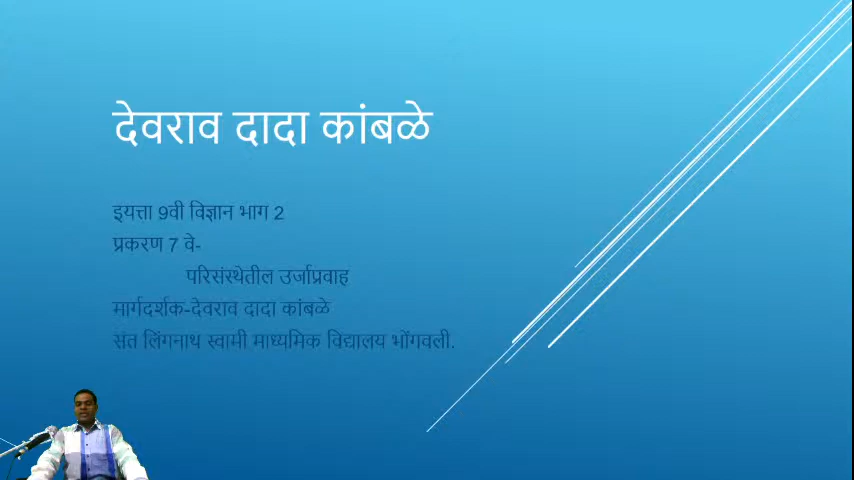 देवराव दादा कांबळे
इयत्ता 9वी विज्ञान भाग 2
प्रकरण 7 वे-
परिसंस्थेतील उर्जाप्रवाह
मार्गदर्शक-देवराव दादा कांबळे
संत लिंगनाथ स्वामी माध्यमिक विद्यालय भोंगवली.